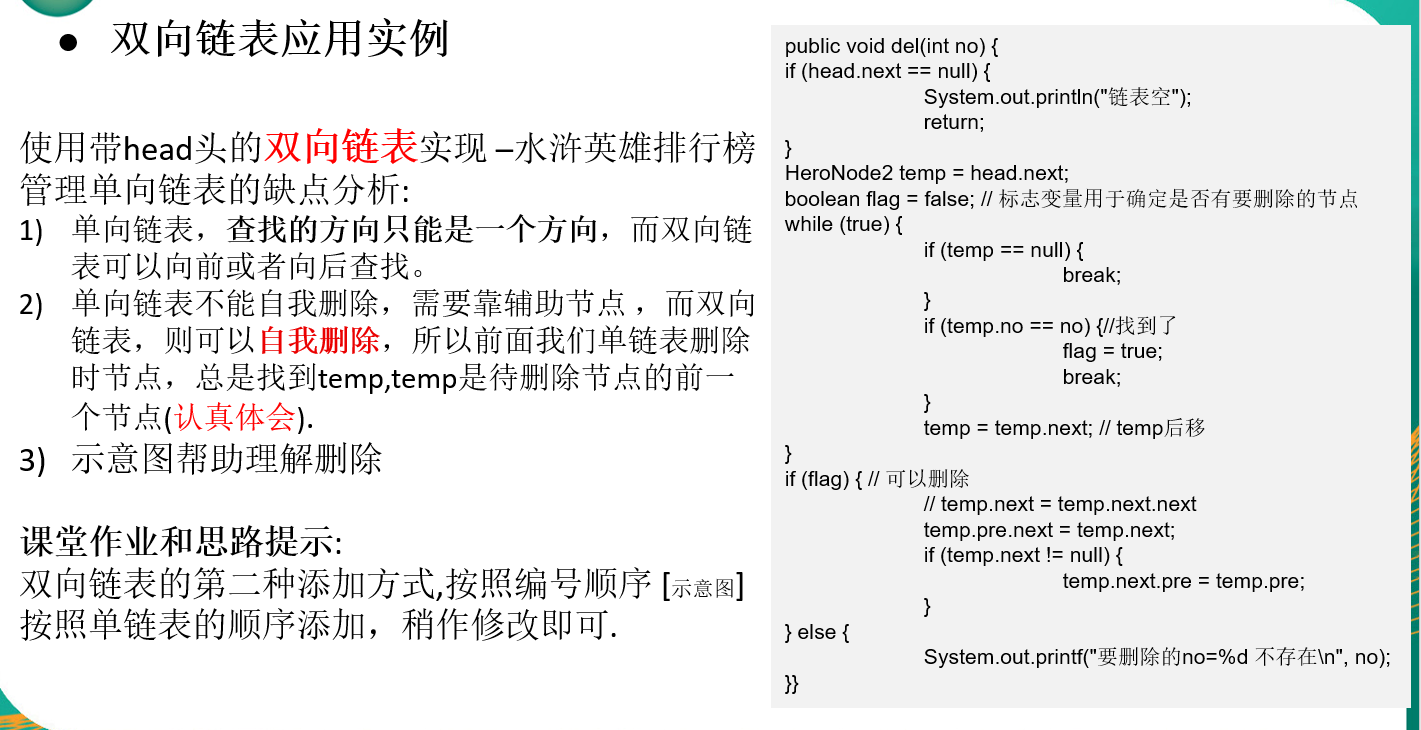 ● 双向链表应用实例
使用带head头的双向链表实现 –水浒英雄排行榜
管理单向链表的缺点分析:
1) 单向链表，查找的方向只能是一个方向，而双向链
表可以向前或者向后查找。
2) 单向链表不能自我删除，需要靠辅助节点 ，而双向
链表，则可以自我删除，所以前面我们单链表删除
时节点，总是找到temp,temp是待删除节点的前一
个节点(认真体会).
3) 示意图帮助理解删除
课堂作业和思路提示:
双向链表的第二种添加方式,按照编号顺序 [示意图]
按照单链表的顺序添加，稍作修改即可.
public void del(int no) {
if (head.next == null) {
System.out.println("链表空");
return;
}
HeroNode2 temp = head.next;
boolean flag = false; // 标志变量用于确定是否有要删除的节点
while (true) {
if (temp == null) {
break;
}
if (temp.no == no) {//找到了
flag = true;
break;
}
temp = temp.next; // temp后移
}
if (flag) { // 可以删除
// temp.next = temp.next.next
temp.pre.next = temp.next;
if (temp.next != null) {
temp.next.pre = temp.pre;
}
} else {
System.out.printf("要删除的no=%d 不存在\n", no);
}}